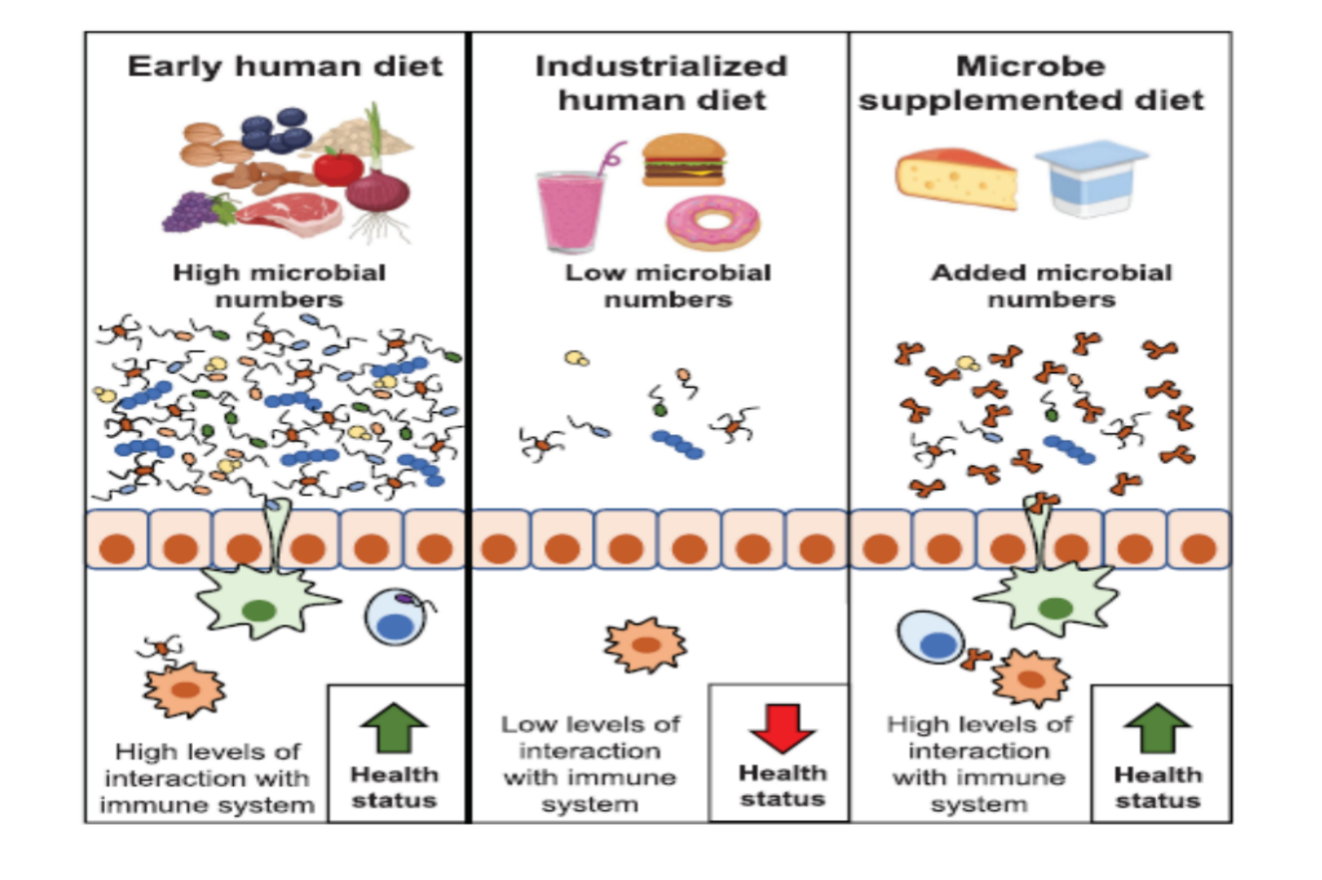 Early human diet
High microbial
numbers
High levels of
interaction with
immune system
Health
status
Industrialized
human diet
Low microbial
numbers
Low levels of
interaction
with immune
system
Health
status
Microbe
supplemented diet
Added microbial
numbers
High levels of
interaction
with immune
system
Health
status